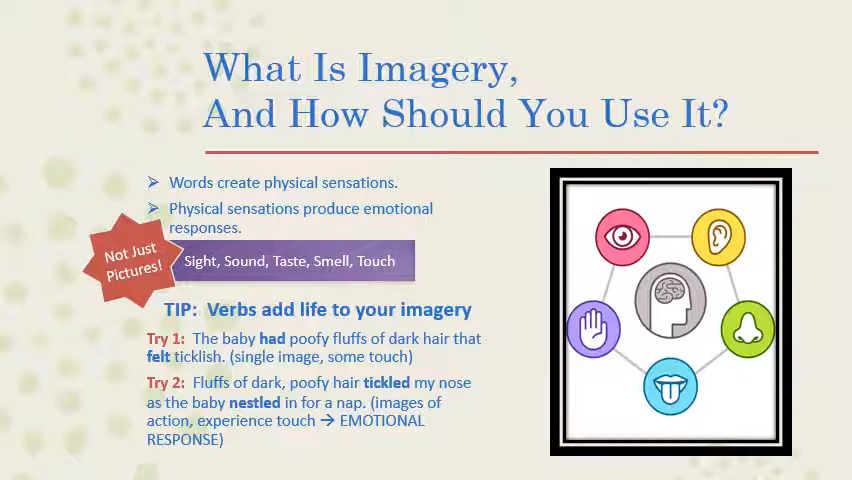 What Is Imagery,
And How Should You Use It?
➢ Words create physical sensations.
➢ Physical sensations produce emotional
responses.
Not Just
Pictures!
Sight, Sound, Taste, Smell, Touch
TIP: Verbs add life to your imagery
Try 1: The baby had poofy fluffs of dark hair that
felt ticklish. (single image, some touch)
Try 2: Fluffs of dark, poofy hair tickled my nose
as the baby nestled in for a nap. (images of
action, experience touch → EMOTIONAL
RESPONSE)